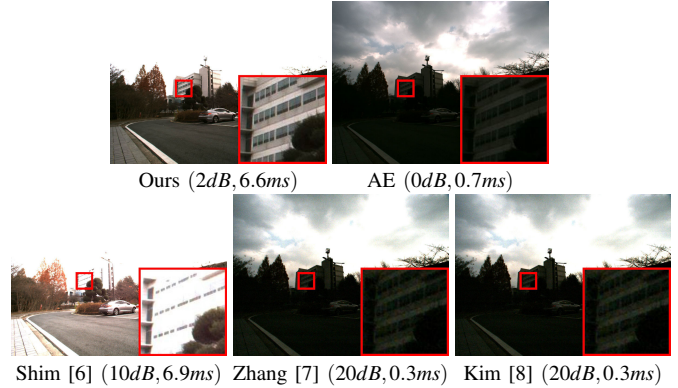 Ours (2dB, 6.6ms) AE (0dB, 0.7ms)
Shim [6] (10dB, 6.9ms) Zhang [7] (20dB, 0.3ms) Kim [8] (20dB, 0.3ms)